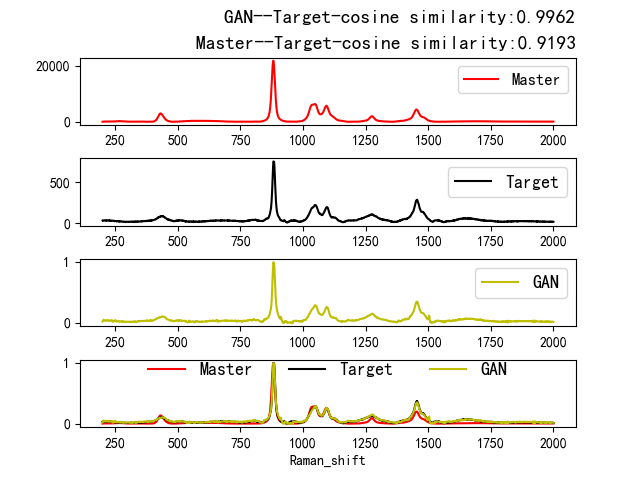 GAN--Target-cosine similarity:0.9962
Master--Target-cosine similarity:0.9193
20000
Master
0
250 500 750 1000 1250 1500 1750 2000
500
Target
0
250 500 750 1000 1250 1500 1750 2000
1
GAN
0
250 500 750 1000 1250 1500 1750 2000
1
Master Target GAN
0
250 500 750 1000 1250 1500 1750 2000
Raman_shift